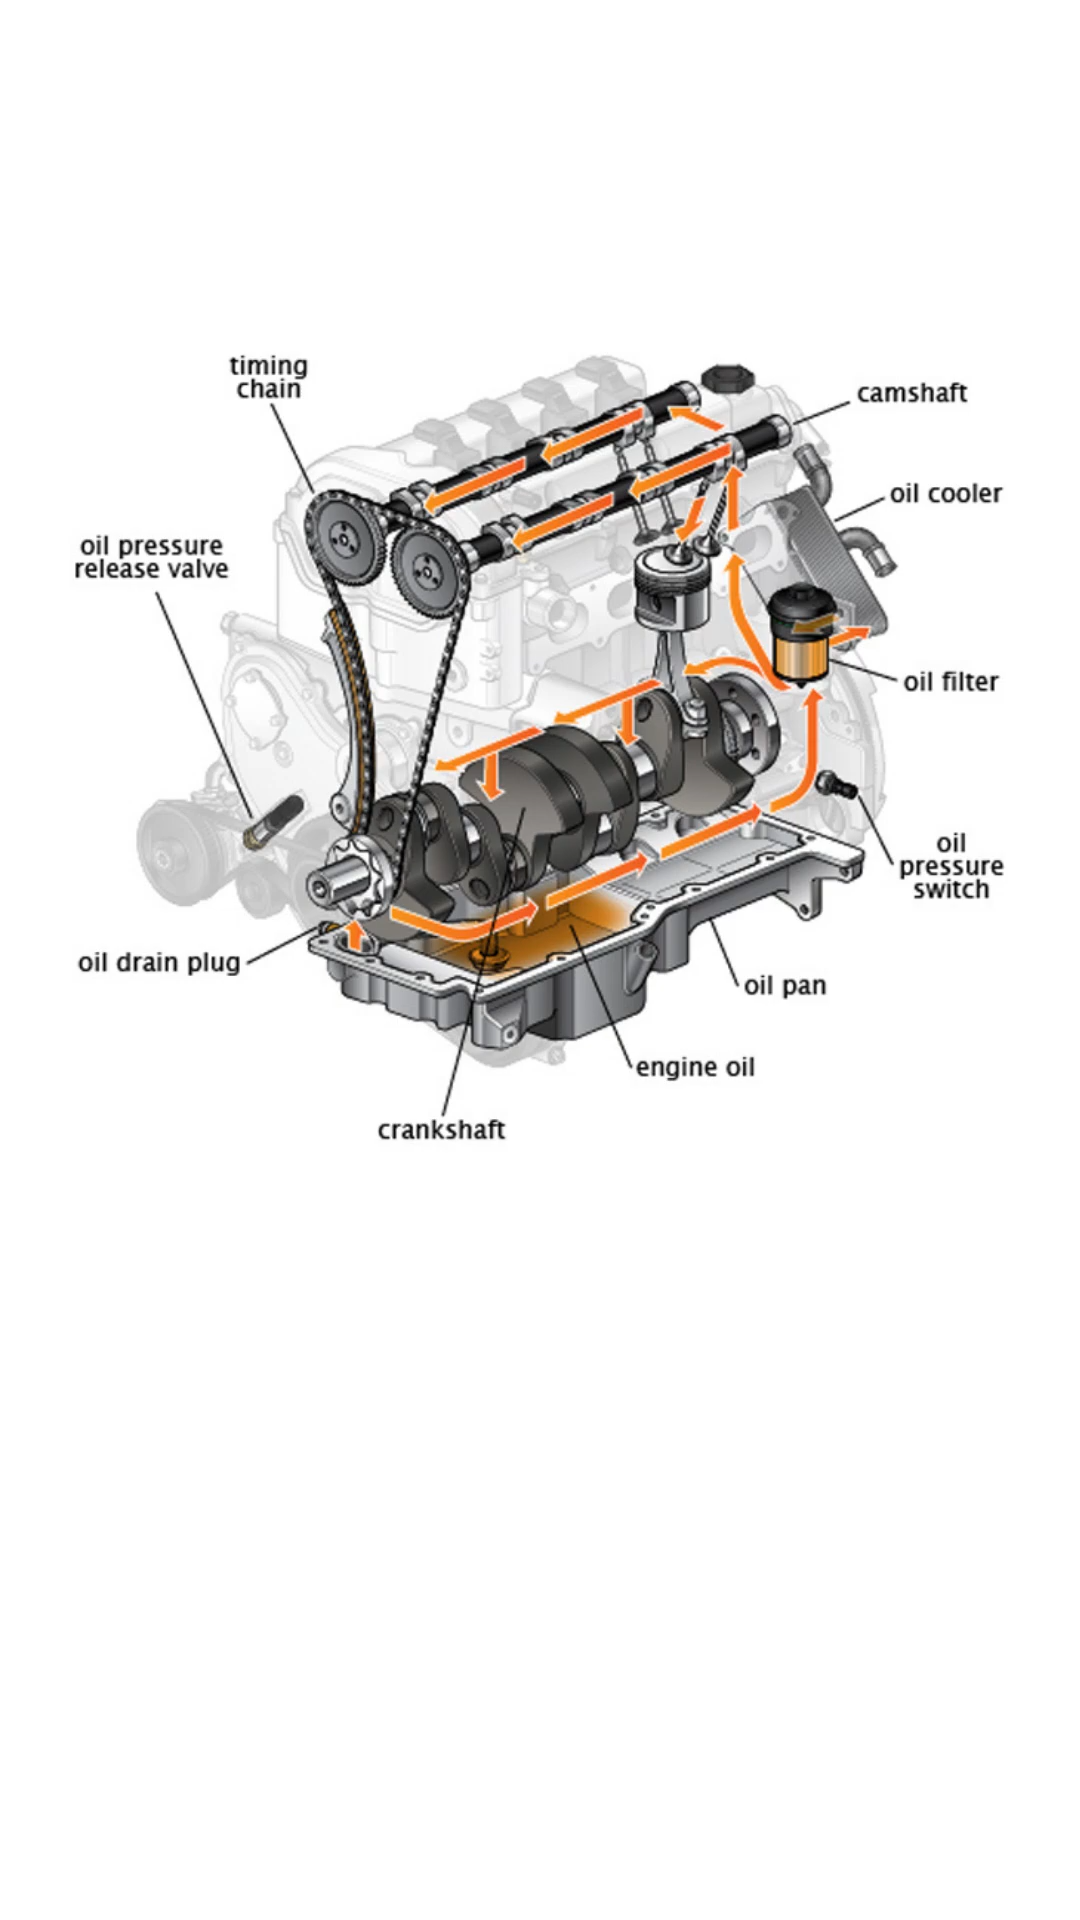 timing
chain
camshaft
oil cooler
oil pressure
release valve
oil filter
oil
pressure
switch
oil drain plug
oil pan
engine oil
crankshaft